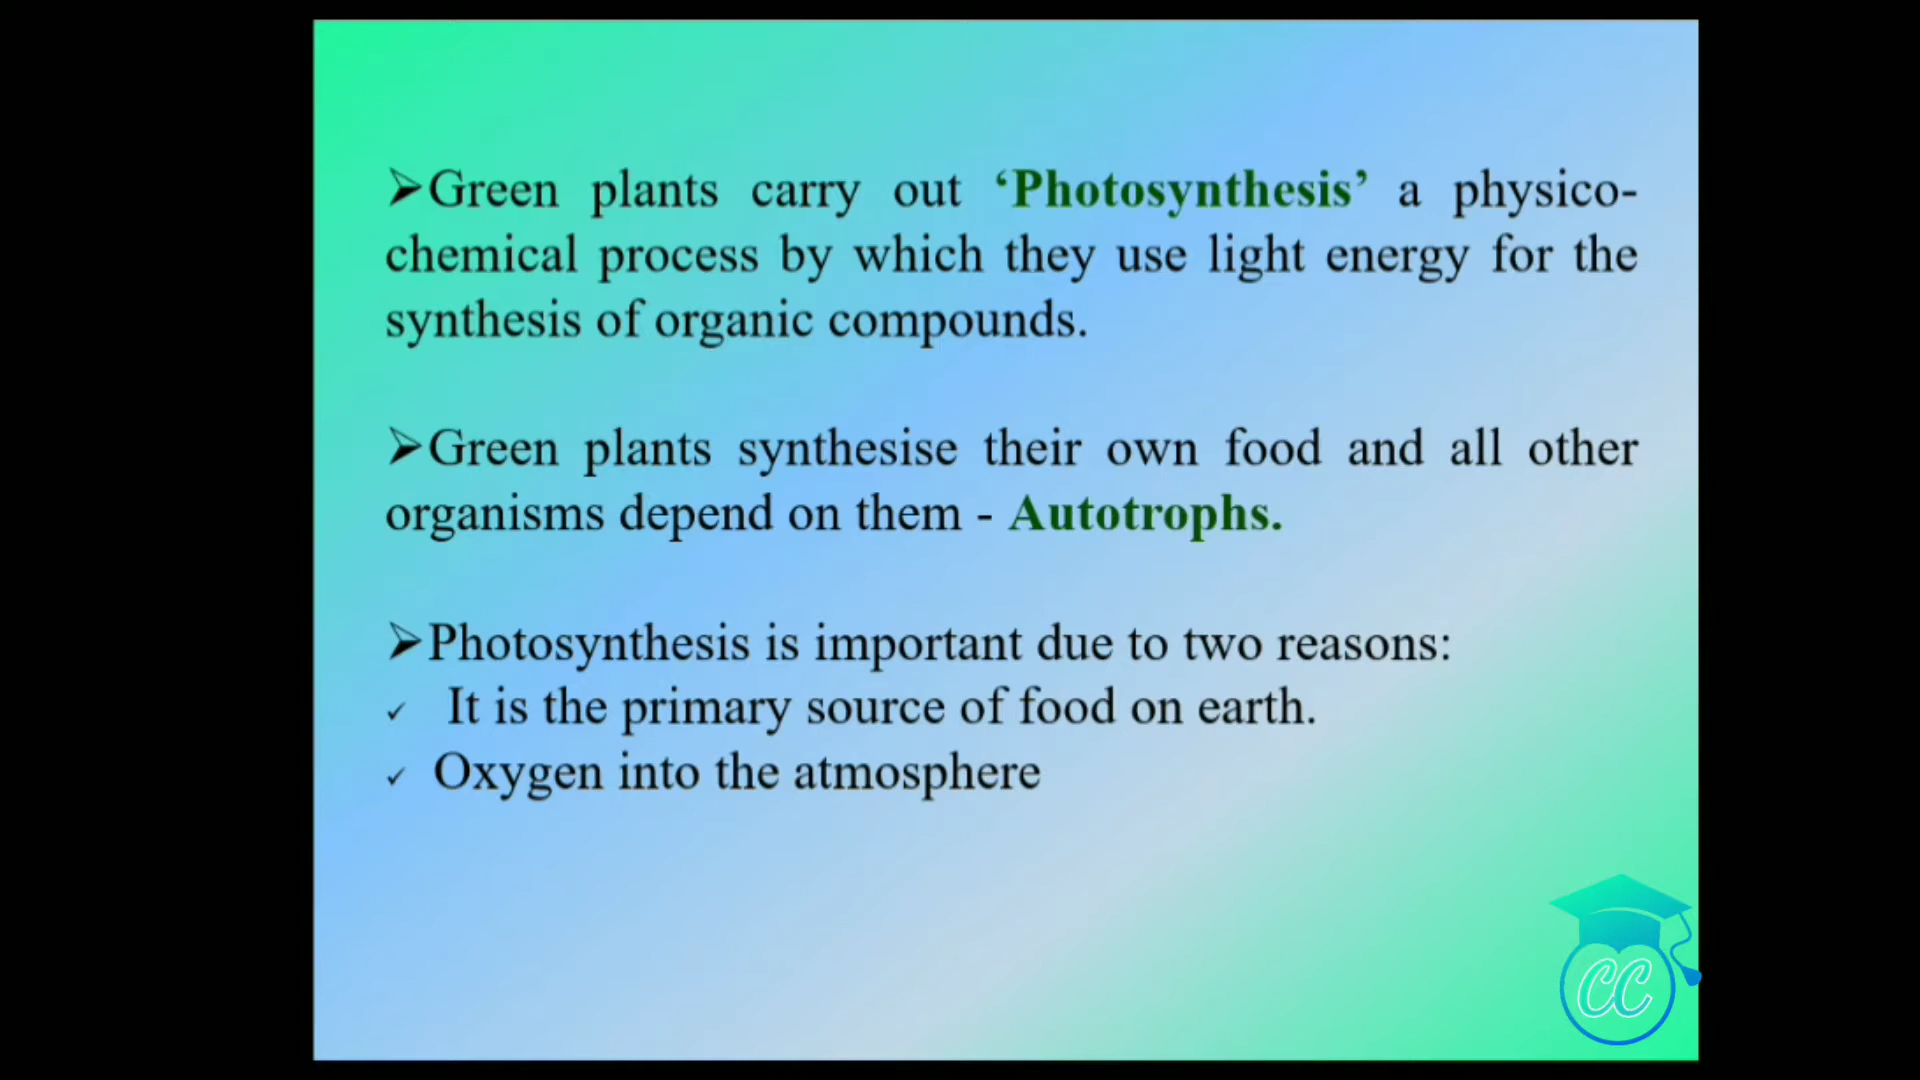 ➢Green plants carry out ‘Photosynthesis’ a physico-
chemical process by which they use light energy for the
synthesis of organic compounds.
➢Green plants synthesise their own food and all other
organisms depend on them - Autotrophs.
➢Photosynthesis is important due to two reasons:
✓ It is the primary source of food on earth.
✓ Oxygen into the atmosphere
CC